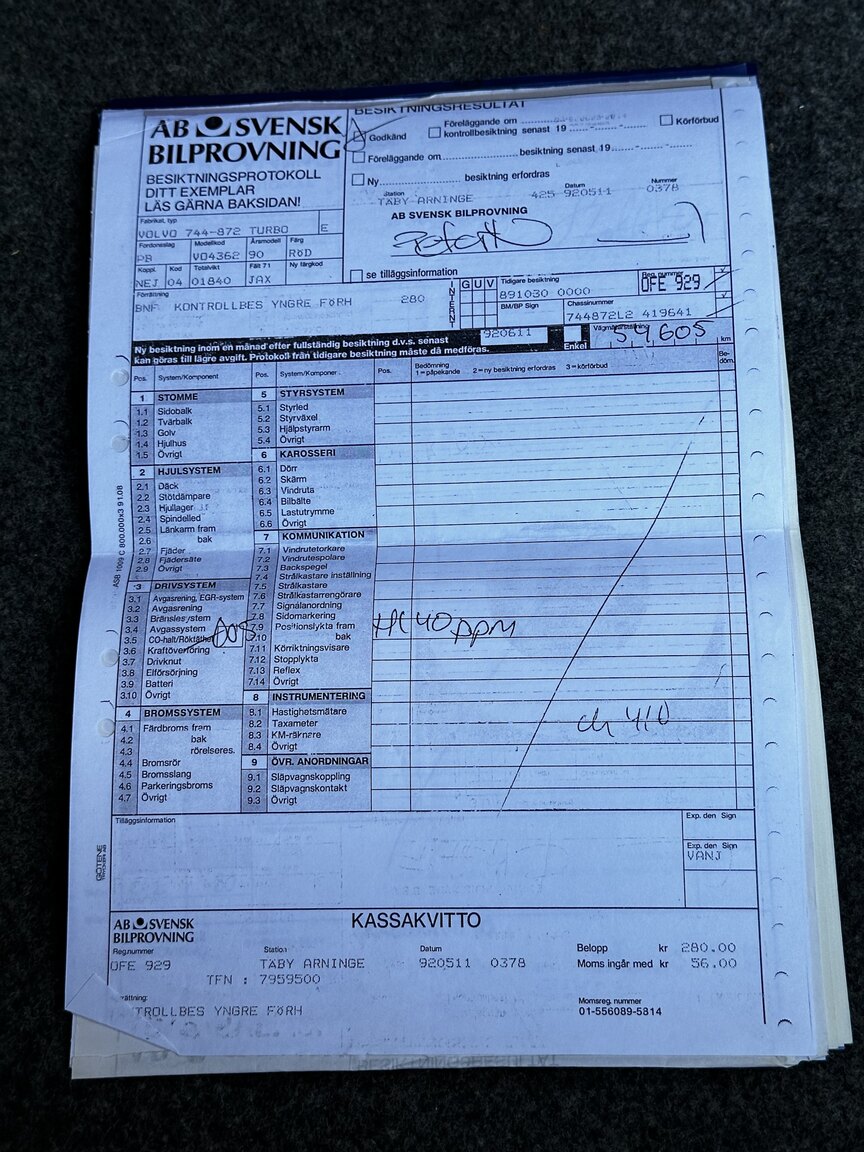 BESIKTNINGSRESULTAT
AB SVENSK
BILPROVNING
BESIKTNINGSPROTOKOLL
DITT EXEMPLAR
LÄS GÄRNA BAKSIDAN!
Godkänd
Föreläggande om
kontrollbesiktning senast 19
Körförbud
Föreläggande om besiktning senast 19
Ny besiktning erfordras
Station Datum Nummer
TÄBY ARNINGE 425 920511 0378
AB SVENSK BILPROVNING
Fabrikat, typ
VOLVO 744-872 TURBO E
Fordonsslag Modellkod Årsmodell Färg
PB V04362 90 RÖD
Koppl. Kod Totalvikt Fält 71 Ny färgkod
NEJ 04 01840 JAX
Förrättning
BNF KONTROLLBES YNGRE FÖRH 280
se tilläggsinformation
INTERNT
G U V
Tidigare besiktning
891030 0000
Reg.nummer
OFE 929
BM/BP Sign Chassinummer
744872L2 419641
Ny besiktning inom en månad efter fullständig besiktning d.v.s. senast 920611
kan göras till lägre avgift. Protokoll från tidigare besiktning måste då medföras.
Enkel
Vägmätarställning
km
Pos. System/Komponent Pos. System/Komponent Pos. Bedömning Be-
1 = påpekande 2 = ny besiktning erfordras 3 = körförbud döm.
1 STOMME
1.1 Sidobalk
1.2 Tvärbalk
1.3 Golv
1.4 Hjulhus
1.5 Övrigt
2 HJULSYSTEM
2.1 Däck
2.2 Stötdämpare
2.3 Hjullager
2.4 Spindelled
2.5 Länkarm fram
2.6 bak
2.7 Fjäder
2.8 Fjädersäte
2.9 Övrigt
3 DRIVSYSTEM
3.1 Avgasrening, EGR-system
3.2 Avgasrening
3.3 Bränslesystem
3.4 Avgassystem
3.5 CO-halt/Röktäthet
3.6 Kraftöverföring
3.7 Drivknut
3.8 Elförsörjning
3.9 Batteri
3.10 Övrigt
4 BROMSSYSTEM
4.1 Färdbroms fram
4.2 bak
4.3 rörelseres.
4.4 Bromsrör
4.5 Bromsslang
4.6 Parkeringsbroms
4.7 Övrigt
5 STYRSYSTEM
5.1 Styrled
5.2 Styrväxel
5.3 Hjälpstyrarm
5.4 Övrigt
6 KAROSSERI
6.1 Dörr
6.2 Skärm
6.3 Vindruta
6.4 Bilbälte
6.5 Lastutrymme
6.6 Övrigt
7 KOMMUNIKATION
7.1 Vindrutetorkare
7.2 Vindrutespolare
7.3 Backspegel
7.4 Strålkastare inställning
7.5 Strålkastare
7.6 Strålkastarrengörare
7.7 Signalanordning
7.8 Sidomarkering
7.9 Positionslykta fram
7.10 bak
7.11 Körriktningsvisare
7.12 Stopplykta
7.13 Reflex
7.14 Övrigt
8 INSTRUMENTERING
8.1 Hastighetsmätare
8.2 Taxameter
8.3 KM-räknare
8.4 Övrigt
9 ÖVR. ANORDNINGAR
9.1 Släpvagnskoppling
9.2 Släpvagnskontakt
9.3 Övrigt
HC 40 ppm
Tilläggsinformation
Exp. den Sign
Exp. den Sign
VANJ
AB SVENSK
BILPROVNING
KASSAKVITTO
Reg.nummer Station Datum Belopp kr 280.00
OFE 929 TÄBY ARNINGE 920511 0378 Moms ingår med kr 56.00
TFN : 7959500
TROLLBES YNGRE FÖRH
Momsreg. nummer
01-556089-5814